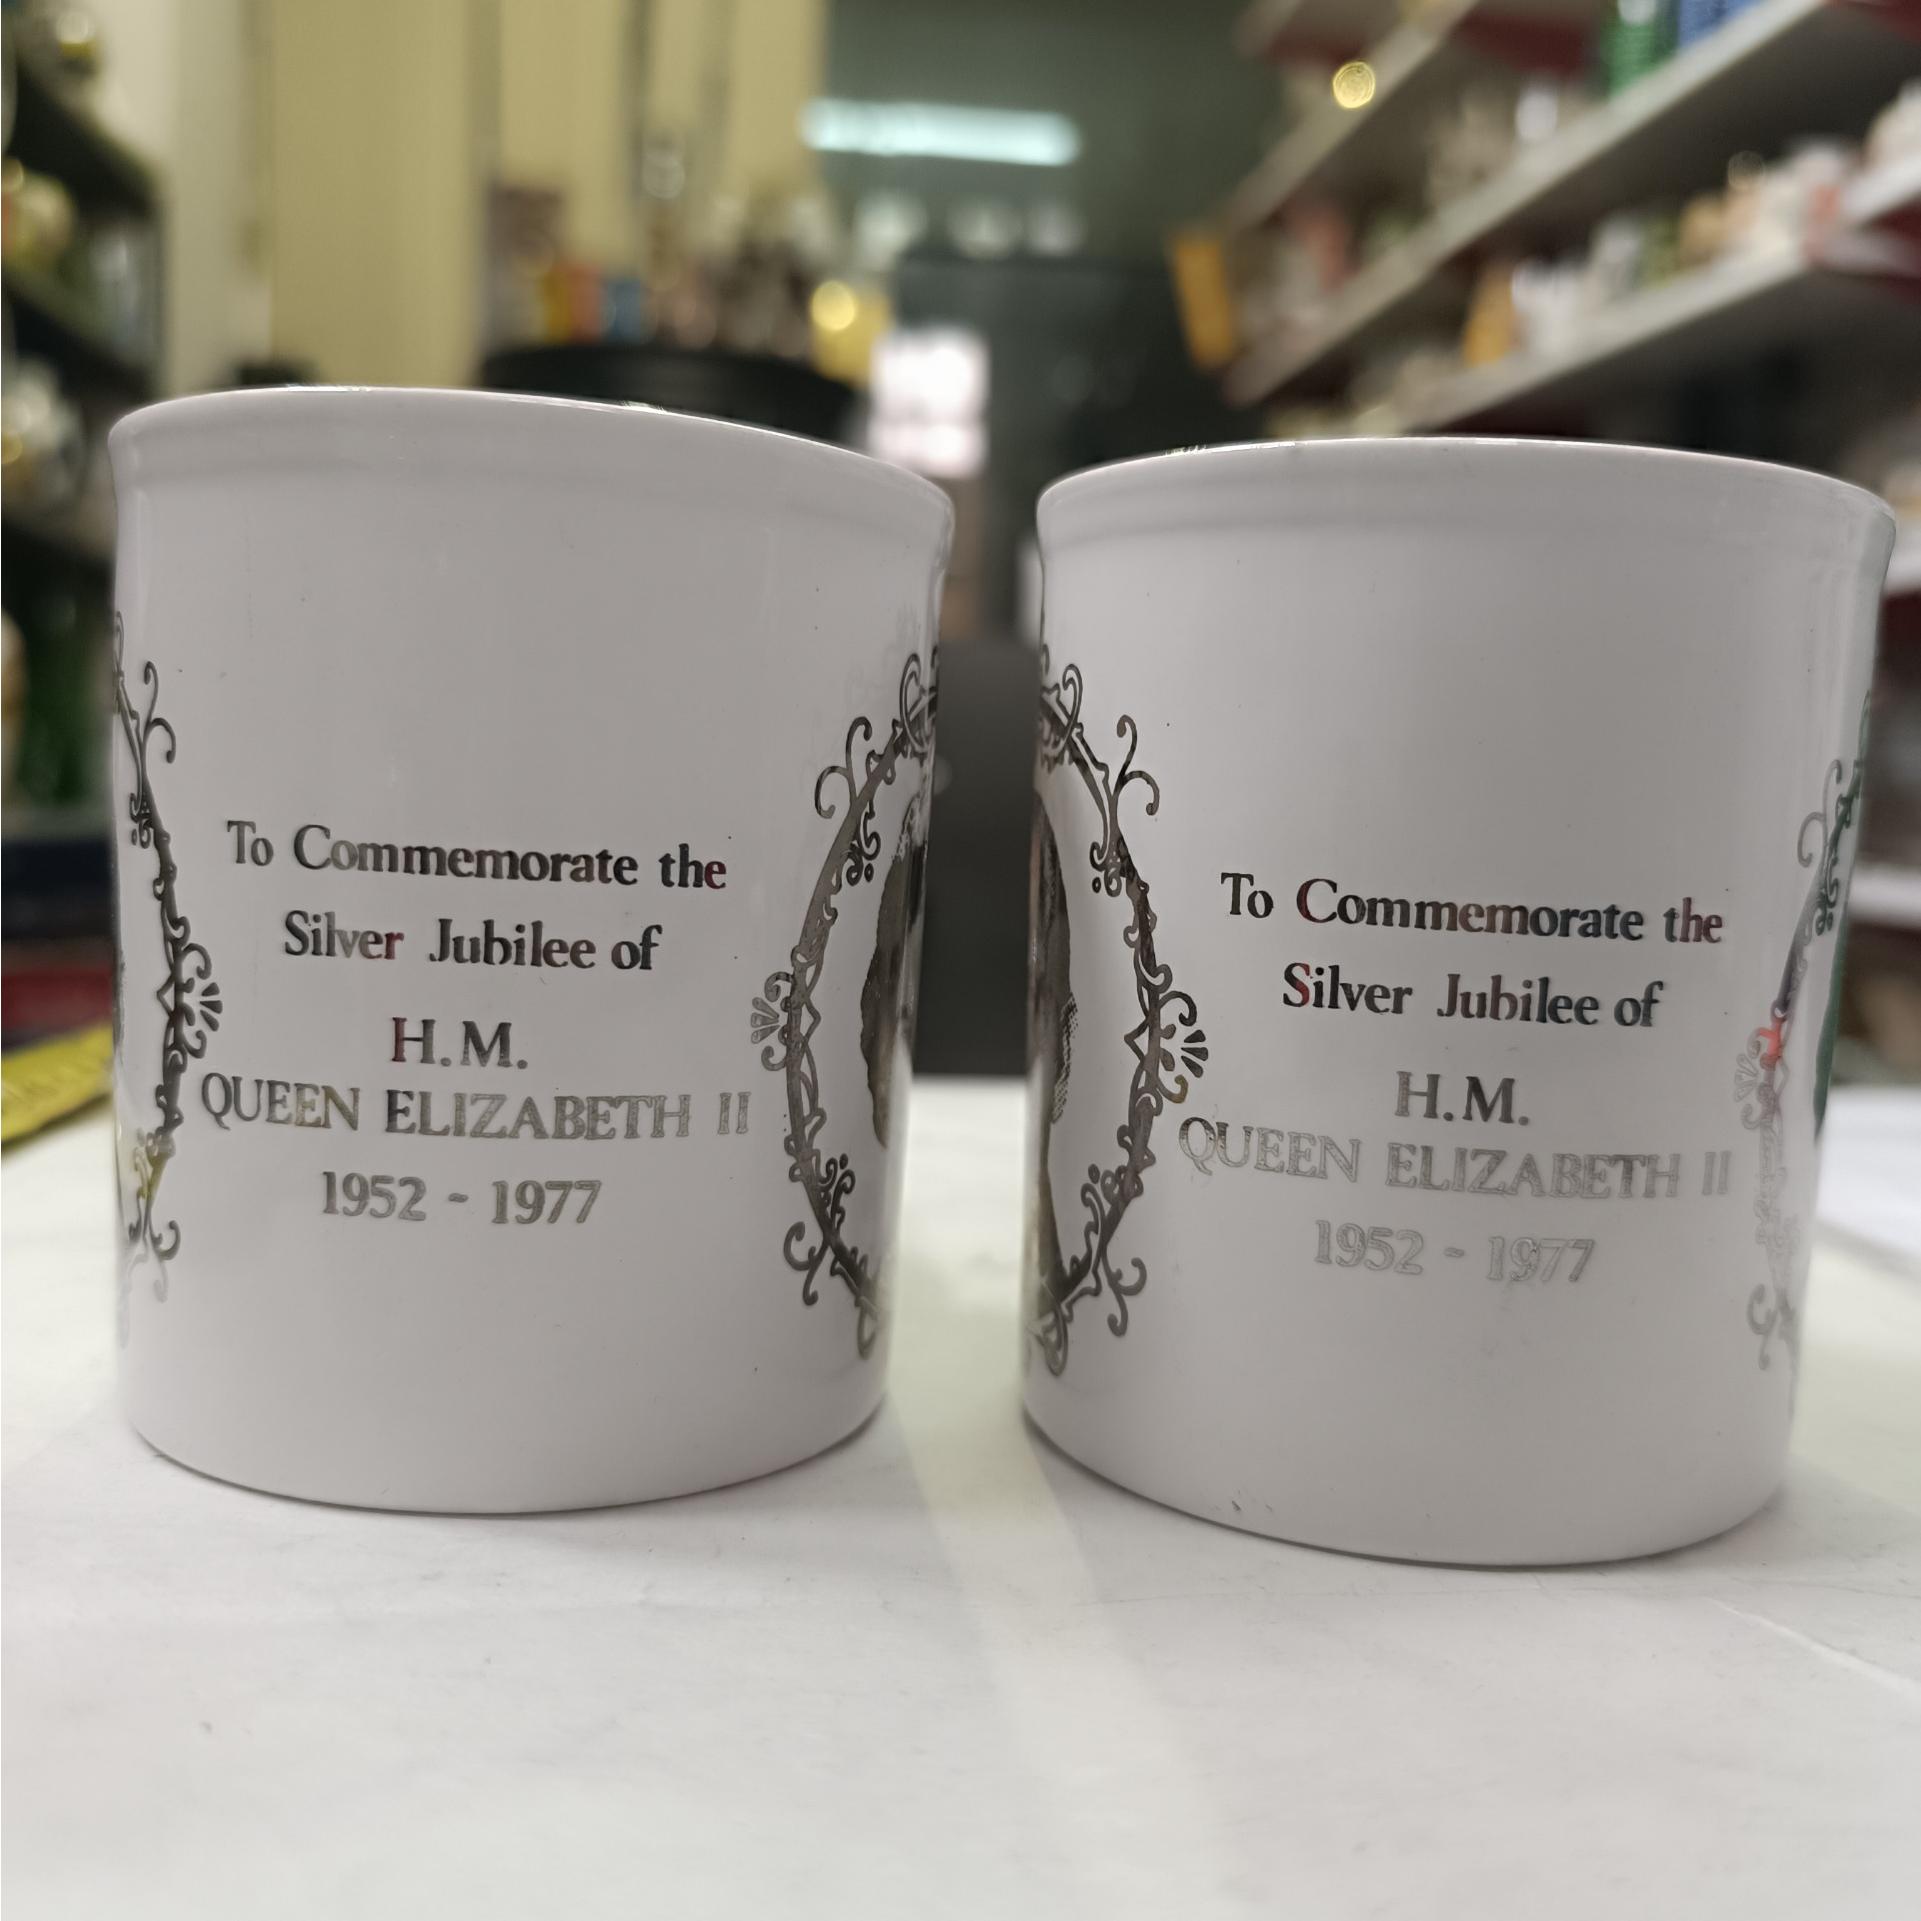 To Commemorate the
Silver Jubilee of
H.M.
QUEEN ELIZABETH II
1952 - 1977
To Commemorate the
Silver Jubilee of
H.M.
QUEEN ELIZABETH II
1952 - 1977